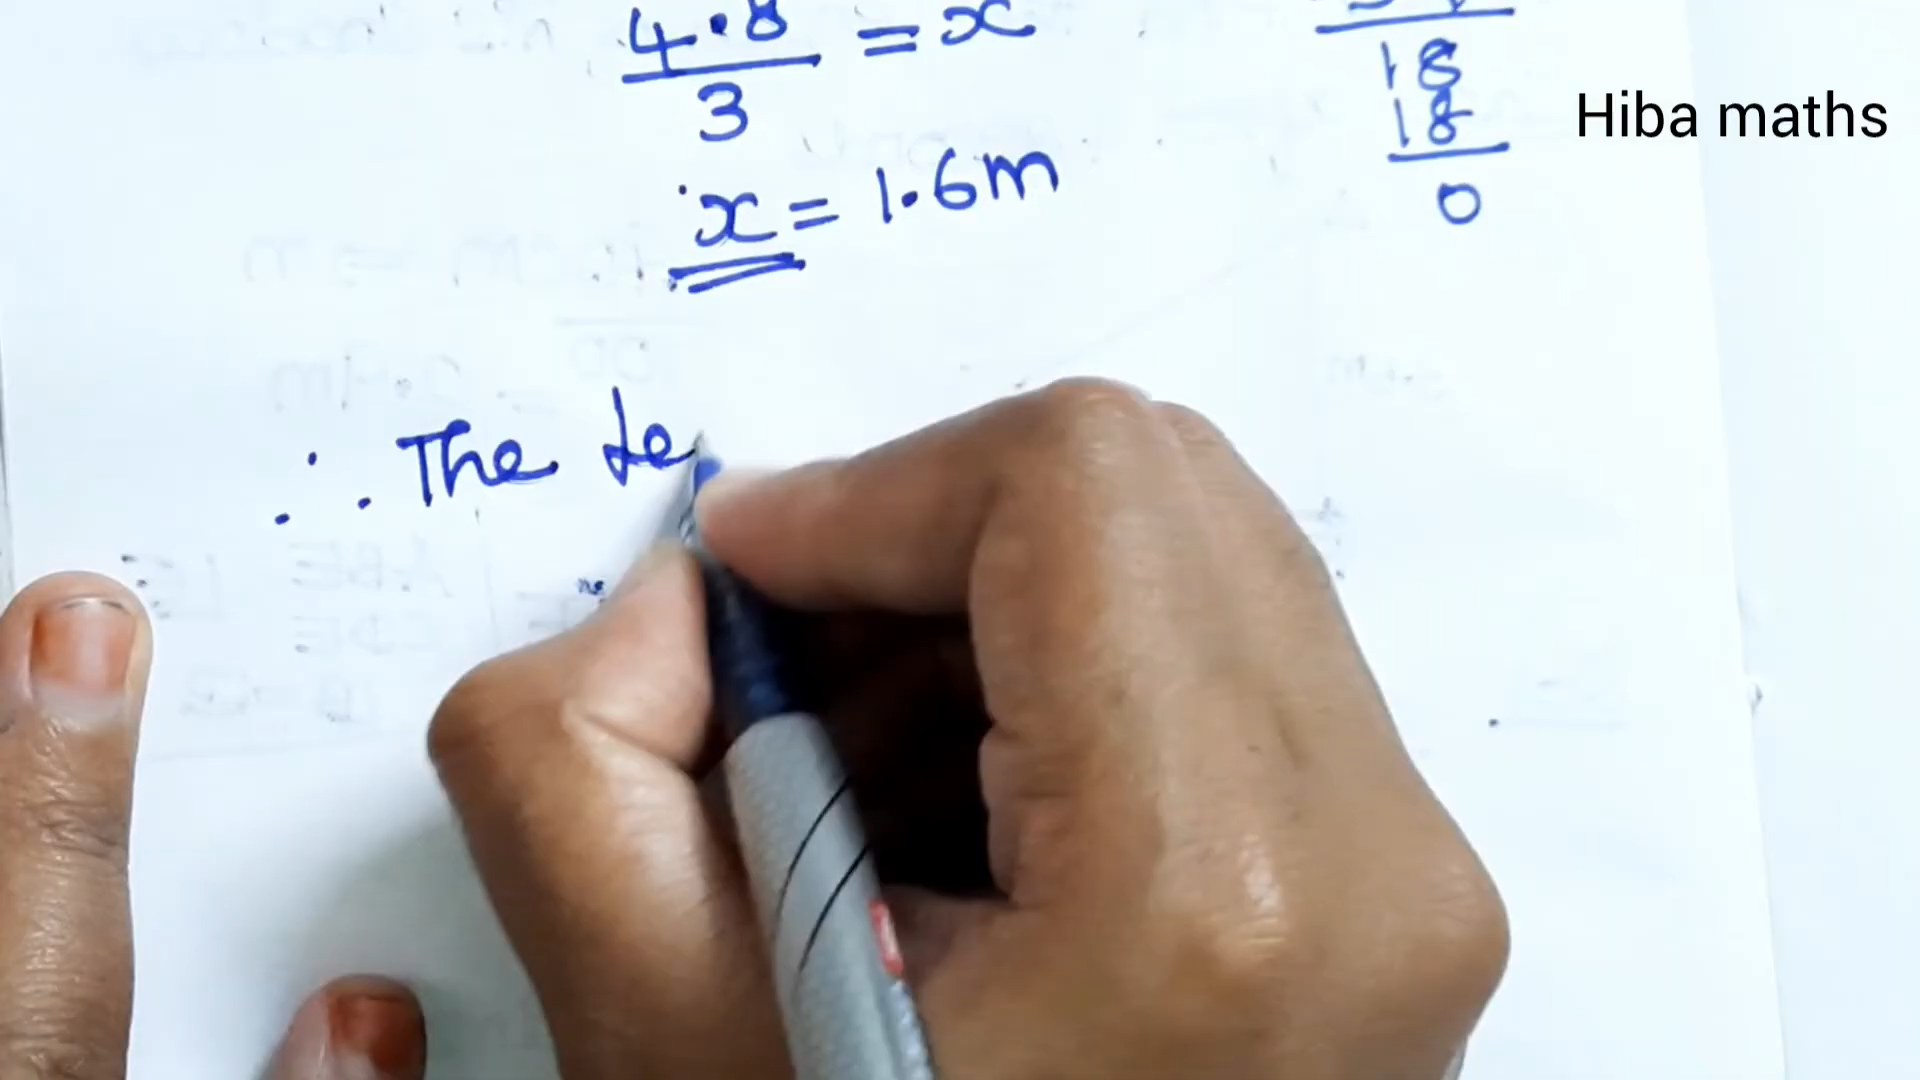 4.8
3
= x
x = 1.6m
18
18
0
Hiba maths
∴ The Le